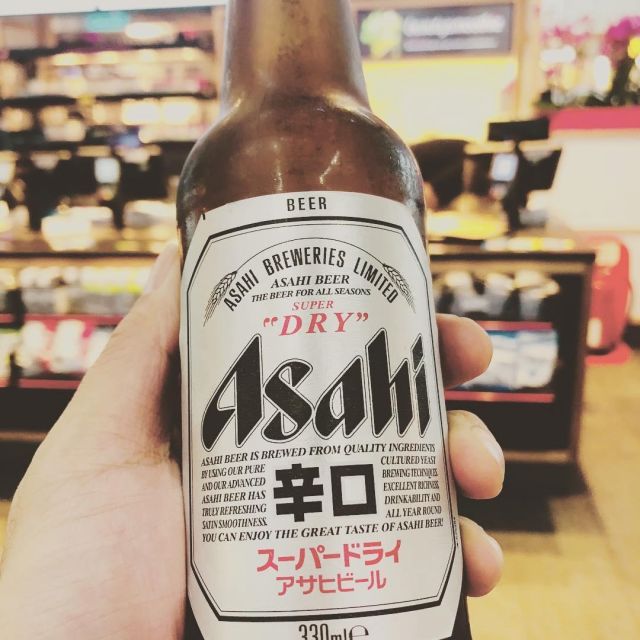 BEER
ASAHI BREWERIES LIMITED
ASAHI BEER
THE BEER FOR ALL SEASONS
SUPER
"DRY"
Asahi
ASAHI BEER IS BREWED FROM QUALITY INGREDIENTS
BY USING OUR PURE CULTURED YEAST
AND OUR ADVANCED BREWING TECHNIQUES.
ASAHI BEER HAS EXCELLENT RICHNESS,
TRULY REFRESHING DRINKABILITY AND
SATIN SMOOTHNESS. ALL YEAR ROUND
辛口
YOU CAN ENJOY THE GREAT TASTE OF ASAHI BEER!
スーパードライ
アサヒビール
330ml℮